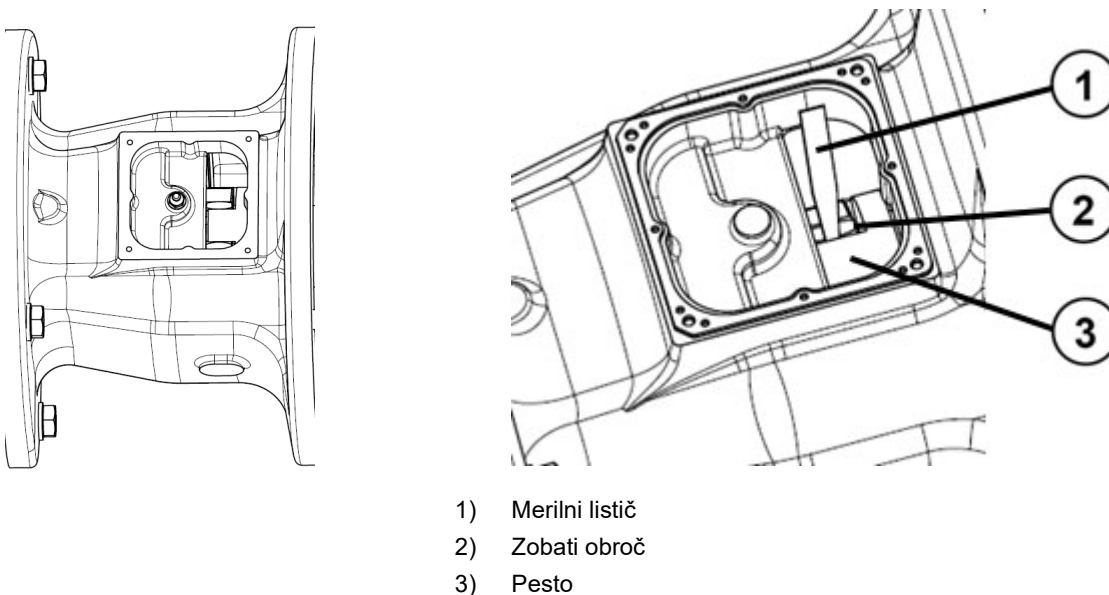 1
2
3
1) Merilni listič
2) Zobati obroč
3) Pesto